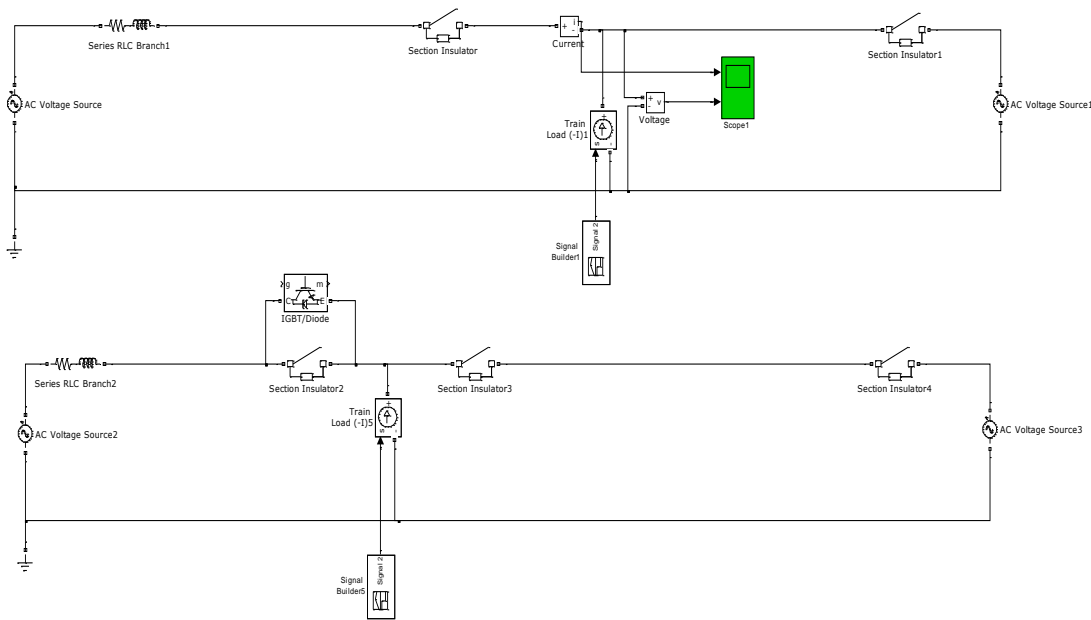 Series RLC Branch1
Section Insulator
+
i
-
Current
Section Insulator1
AC Voltage Source
Train
Load (-I)1
+
s
-
+
-
v
Voltage
Scope1
AC Voltage Source1
Signal
Builder1
Signal 2
g
m
C
E
IGBT/Diode
Series RLC Branch2
Section Insulator2
Section Insulator3
Section Insulator4
Train
Load (-I)5
+
s
-
AC Voltage Source2
AC Voltage Source3
Signal
Builder5
Signal 2